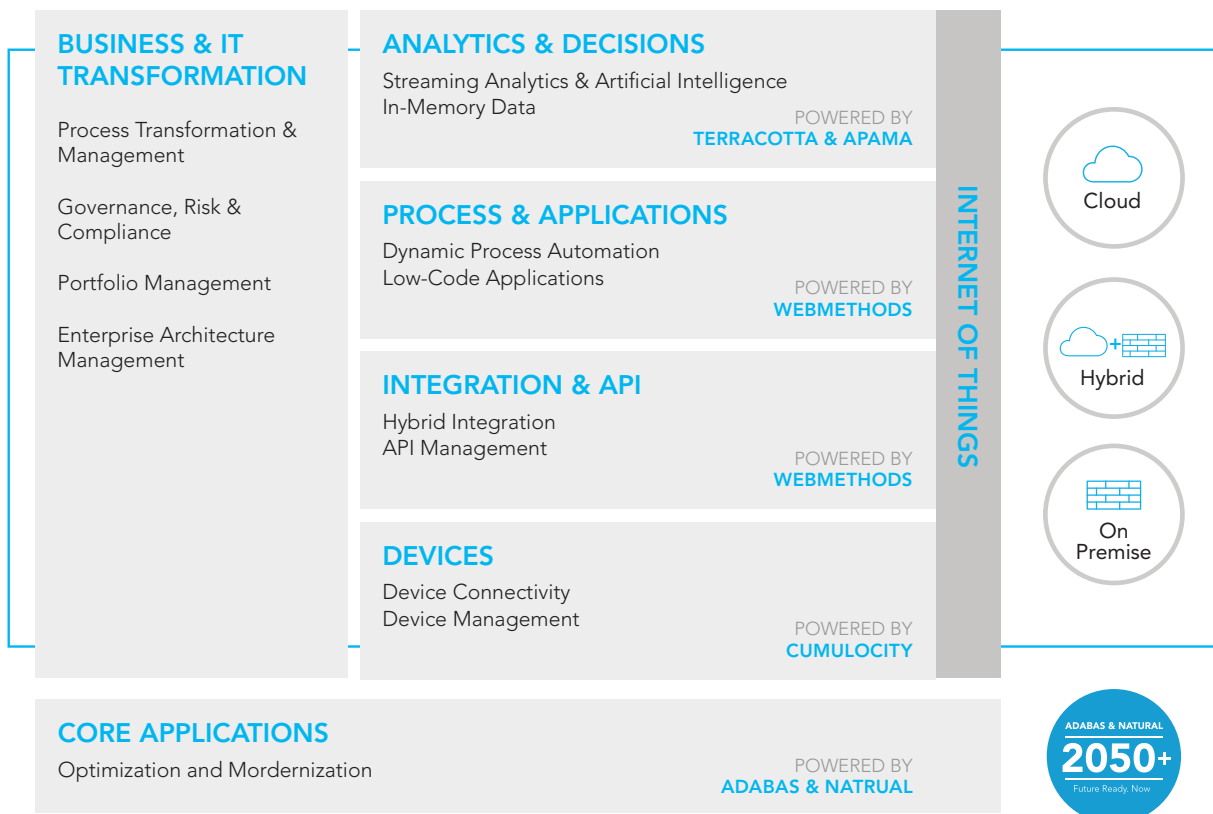 BUSINESS & IT
TRANSFORMATION
Process Transformation &
Management
Governance, Risk &
Compliance
Portfolio Management
Enterprise Architecture
Management
ANALYTICS & DECISIONS
Streaming Analytics & Artificial Intelligence
In-Memory Data
POWERED BY
TERRACOTTA & APAMA
PROCESS & APPLICATIONS
Dynamic Process Automation
Low-Code Applications
POWERED BY
WEBMETHODS
INTEGRATION & API
Hybrid Integration
API Management
POWERED BY
WEBMETHODS
DEVICES
Device Connectivity
Device Management
POWERED BY
CUMULOCITY
INTERNET OF THINGS
Cloud
+
Hybrid
On
Premise
CORE APPLICATIONS
Optimization and Mordernization
POWERED BY
ADABAS & NATRUAL
ADABAS & NATURAL
2050+
Future Ready. Now